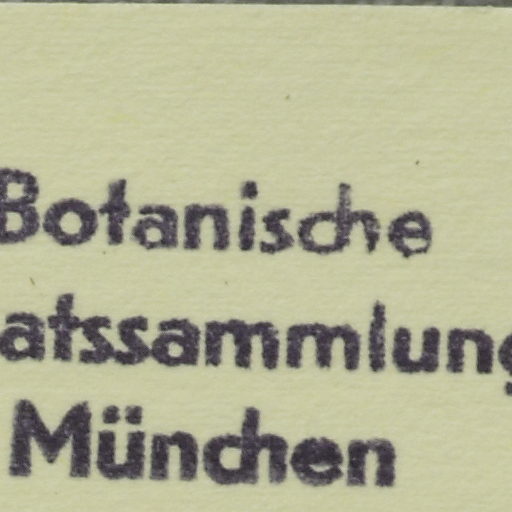 Botanische
atssammlung
München